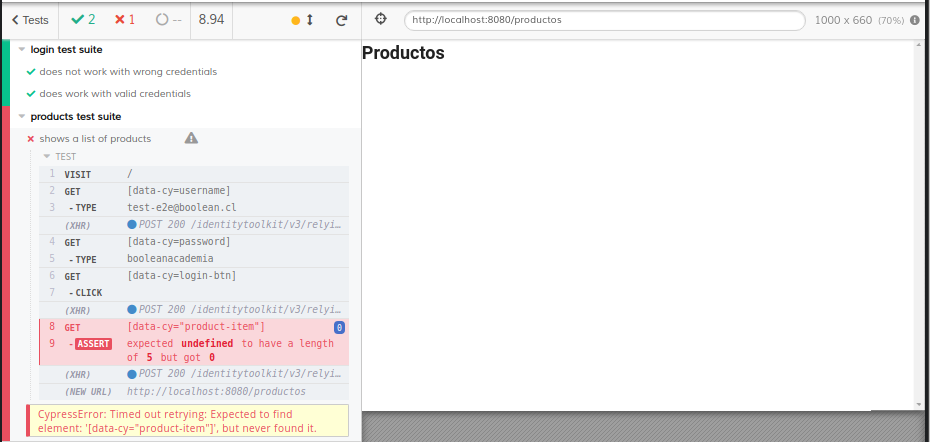 Tests 2 1 -- 8.94 http://localhost:8080/productos 1000 x 660 (70%)
login test suite
does not work with wrong credentials
does work with valid credentials
products test suite
shows a list of products
TEST
1 VISIT /
2 GET [data-cy=username]
3 -TYPE test-e2e@boolean.cl
(XHR) POST 200 /identitytoolkit/v3/relyi…
4 GET [data-cy=password]
5 -TYPE booleanacademia
6 GET [data-cy=login-btn]
7 -CLICK
(XHR) POST 200 /identitytoolkit/v3/relyi…
8 GET [data-cy="product-item"] 0
9 -ASSERT expected undefined to have a length
of 5 but got 0
(XHR) POST 200 /identitytoolkit/v3/relyi…
(NEW URL) http://localhost:8080/productos
CypressError: Timed out retrying: Expected to find
element: '[data-cy="product-item"]', but never found it.
Productos